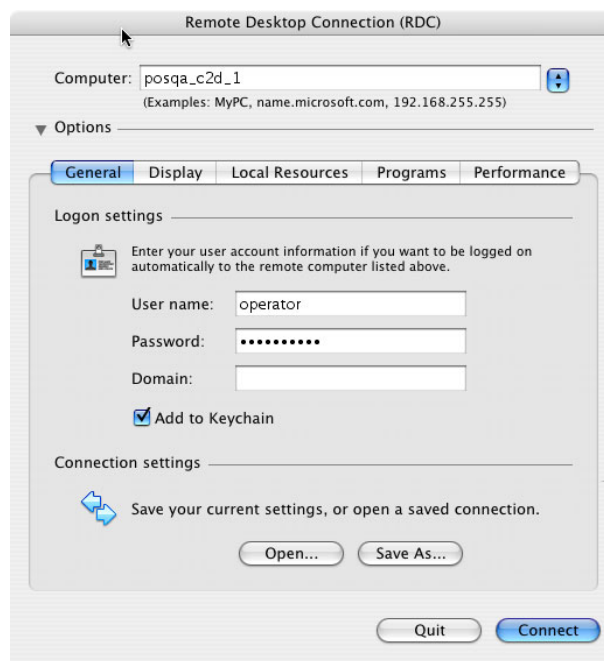 Remote Desktop Connection (RDC)
Computer: posqa_c2d_1
(Examples: MyPC, name.microsoft.com, 192.168.255.255)
Options
General Display Local Resources Programs Performance
Logon settings
Enter your user account information if you want to be logged on
automatically to the remote computer listed above.
User name: operator
Password: ••••••••••
Domain:
Add to Keychain
Connection settings
Save your current settings, or open a saved connection.
Open... Save As...
Quit Connect